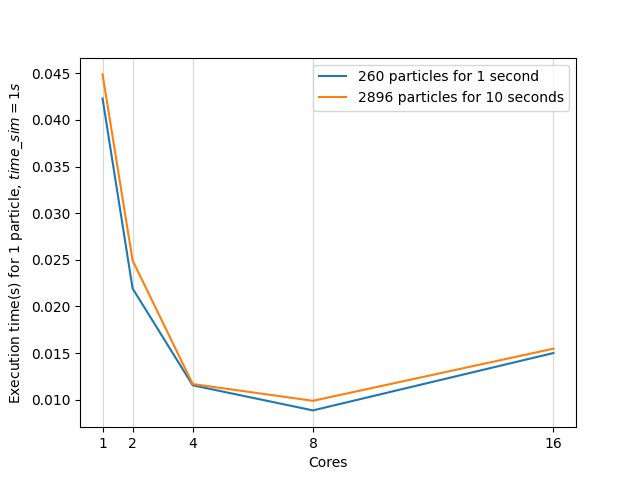 260 particles for 1 second
2896 particles for 10 seconds
Execution time(s) for 1 particle, time_sim = 1s
0.045
0.040
0.035
0.030
0.025
0.020
0.015
0.010
1 2 4 8 16
Cores